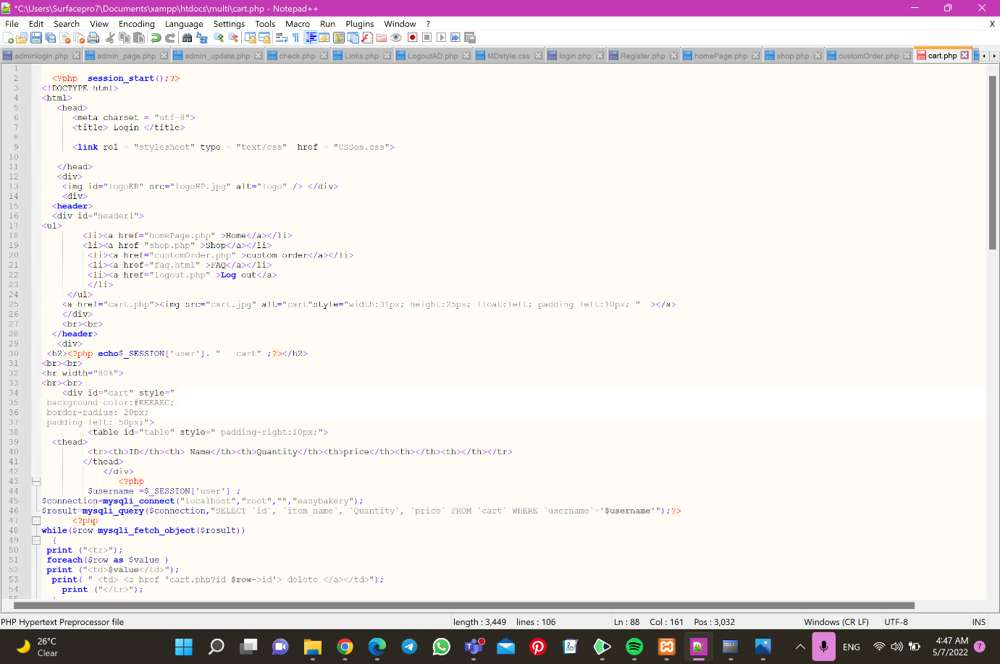 *C:\Users\Surfacepro7\Documents\xampp\htdocs\multi\cart.php - Notepad++
File Edit Search View Encoding Language Settings Tools Macro Run Plugins Window ? X
adminlogin.php admin_page.php admin_update.php check.php Links.php LogoutAD.php MDstyle.css login.php Register.php homePage.php shop.php customOrder.php cart.php
1
2 <?php session_start();?>
3 <!DOCTYPE html>
4 <html>
5 <head>
6 <meta charset = "utf-8">
7 <title> Login </title>
8
9 <link rel = "stylesheet" type = "text/css" href = "CSSes.css">
10
11 </head>
12 <div>
13 <img id="logoEB" src="logoHP.jpg" alt="logo" /> </div>
14 <div>
15 <header>
16 <div id="header1">
17 <ul>
18 <li><a href="homePage.php" >Home</a></li>
19 <li><a href="shop.php" >Shop</a></li>
20 <li><a href="customOrder.php" >custom order</a></li>
21 <li><a href="faq.html" >FAQ</a></li>
22 <li><a href="logout.php" >Log out</a>
23 </li>
24 </ul>
25 <a href="cart.php"><img src="cart.jpg" alt="cart"style="width:31px; height:25px; float:left; padding left:10px; " ></a>
26 </div>
27 <br><br>
28 </header>
29 <div>
30 <h2><?php echo$_SESSION['user']. " cart" ;?></h2>
31 <br><br>
32 <hr width="80%">
33 <br><br>
34 <div id="cart" style="
35 background-color:#EEEAEC;
36 border-radius: 20px;
37 padding-left:-50px;">
38 <table id="table" style=" padding-right:10px;">
39 <thead>
40 <tr><th>ID</th><th> Name</th><th>Quantity</th><th>price</th><th></th><th></th></tr>
41 </thead>
42 </div>
43 <?php
44 $username =$_SESSION['user'] ;
45 $connection=mysqli_connect("localhost","root","","easybakery");
46 $result=mysqli_query($connection,"SELECT `id`, `item_name`, `Quantity`, `price` FROM `cart` WHERE `username`='$username'");?>
47 <?php
48 while($row=mysqli_fetch_object($result))
49 {
50 print ("<tr>");
51 foreach($row as $value )
52 print ("<td>$value</td>");
53 print( " <td> <a href='cart.php?id=$row->id'> delete </a></td>");
54 print ("</tr>");
PHP Hypertext Preprocessor file length : 3,449 lines : 106 Ln : 88 Col : 161 Pos : 3,032 Windows (CR LF) UTF-8 INS
26°C
Clear
ENG
4:47 AM
5/7/2022
7